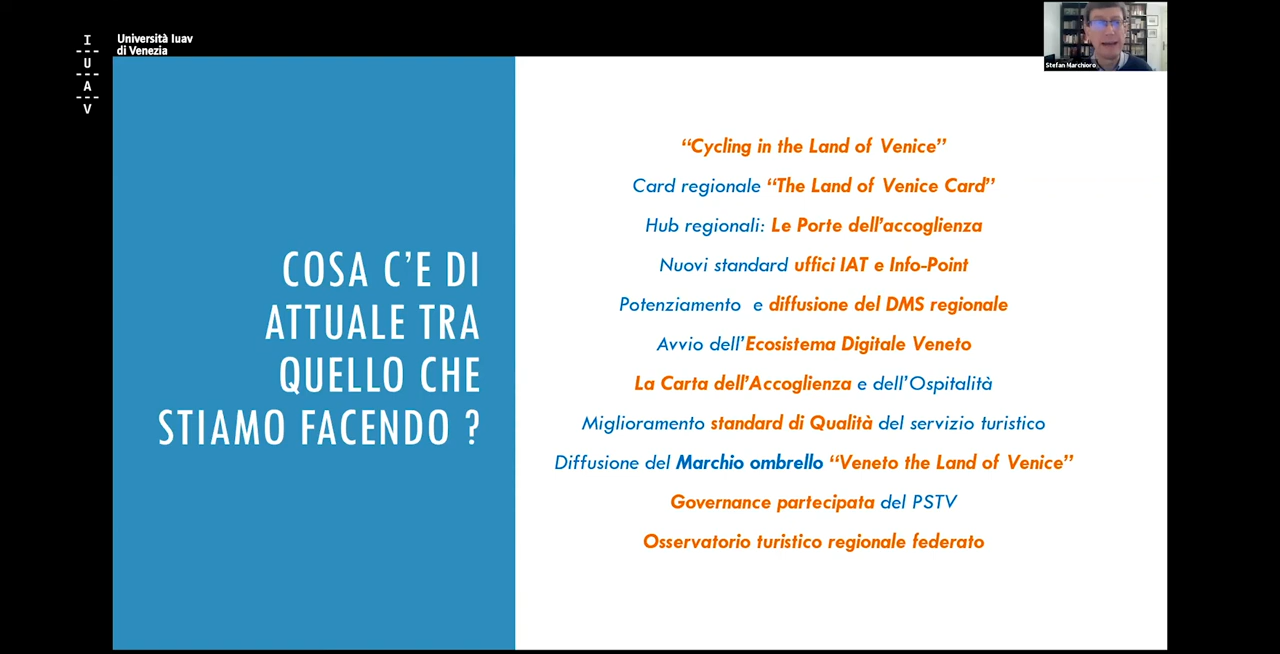 I
U
A
V
Università Iuav
di Venezia
Stefan Marchioro
COSA C’E DI
ATTUALE TRA
QUELLO CHE
STIAMO FACENDO ?
“Cycling in the Land of Venice”
Card regionale “The Land of Venice Card”
Hub regionali: Le Porte dell’accoglienza
Nuovi standard uffici IAT e Info-Point
Potenziamento e diffusione del DMS regionale
Avvio dell’Ecosistema Digitale Veneto
La Carta dell’Accoglienza e dell’Ospitalità
Miglioramento standard di Qualità del servizio turistico
Diffusione del Marchio ombrello “Veneto the Land of Venice”
Governance partecipata del PSTV
Osservatorio turistico regionale federato